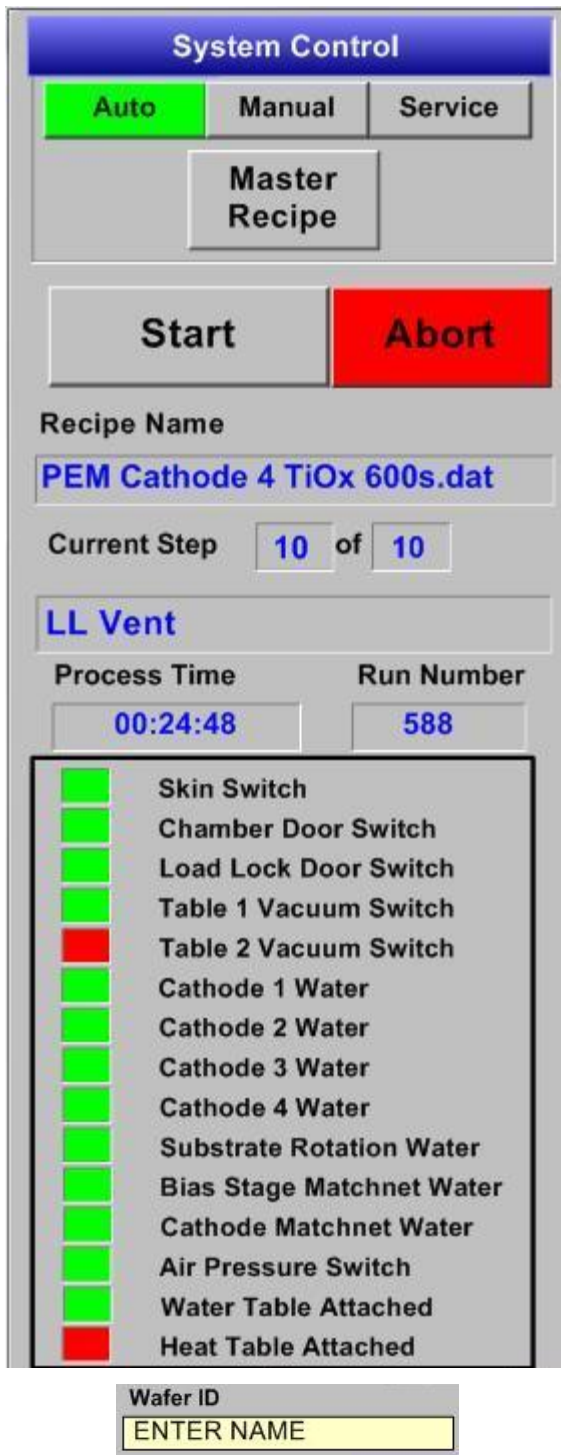 System Control
Auto Manual Service
Master
Recipe
Start Abort
Recipe Name
PEM Cathode 4 TiOx 600s.dat
Current Step 10 of 10
LL Vent
Process Time Run Number
00:24:48 588
Skin Switch
Chamber Door Switch
Load Lock Door Switch
Table 1 Vacuum Switch
Table 2 Vacuum Switch
Cathode 1 Water
Cathode 2 Water
Cathode 3 Water
Cathode 4 Water
Substrate Rotation Water
Bias Stage Matchnet Water
Cathode Matchnet Water
Air Pressure Switch
Water Table Attached
Heat Table Attached
Wafer ID
ENTER NAME